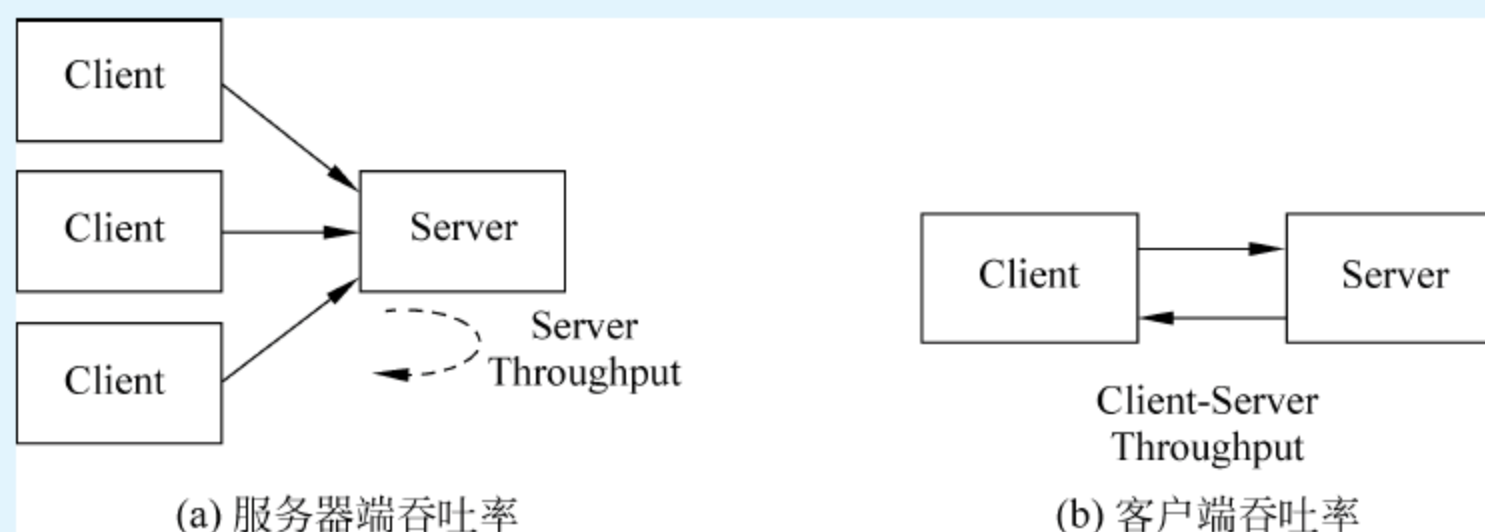 Client
Client
Server
Client
Server
Throughput
(a) 服务器端吞吐率
Client
Server
Client-Server
Throughput
(b) 客户端吞吐率